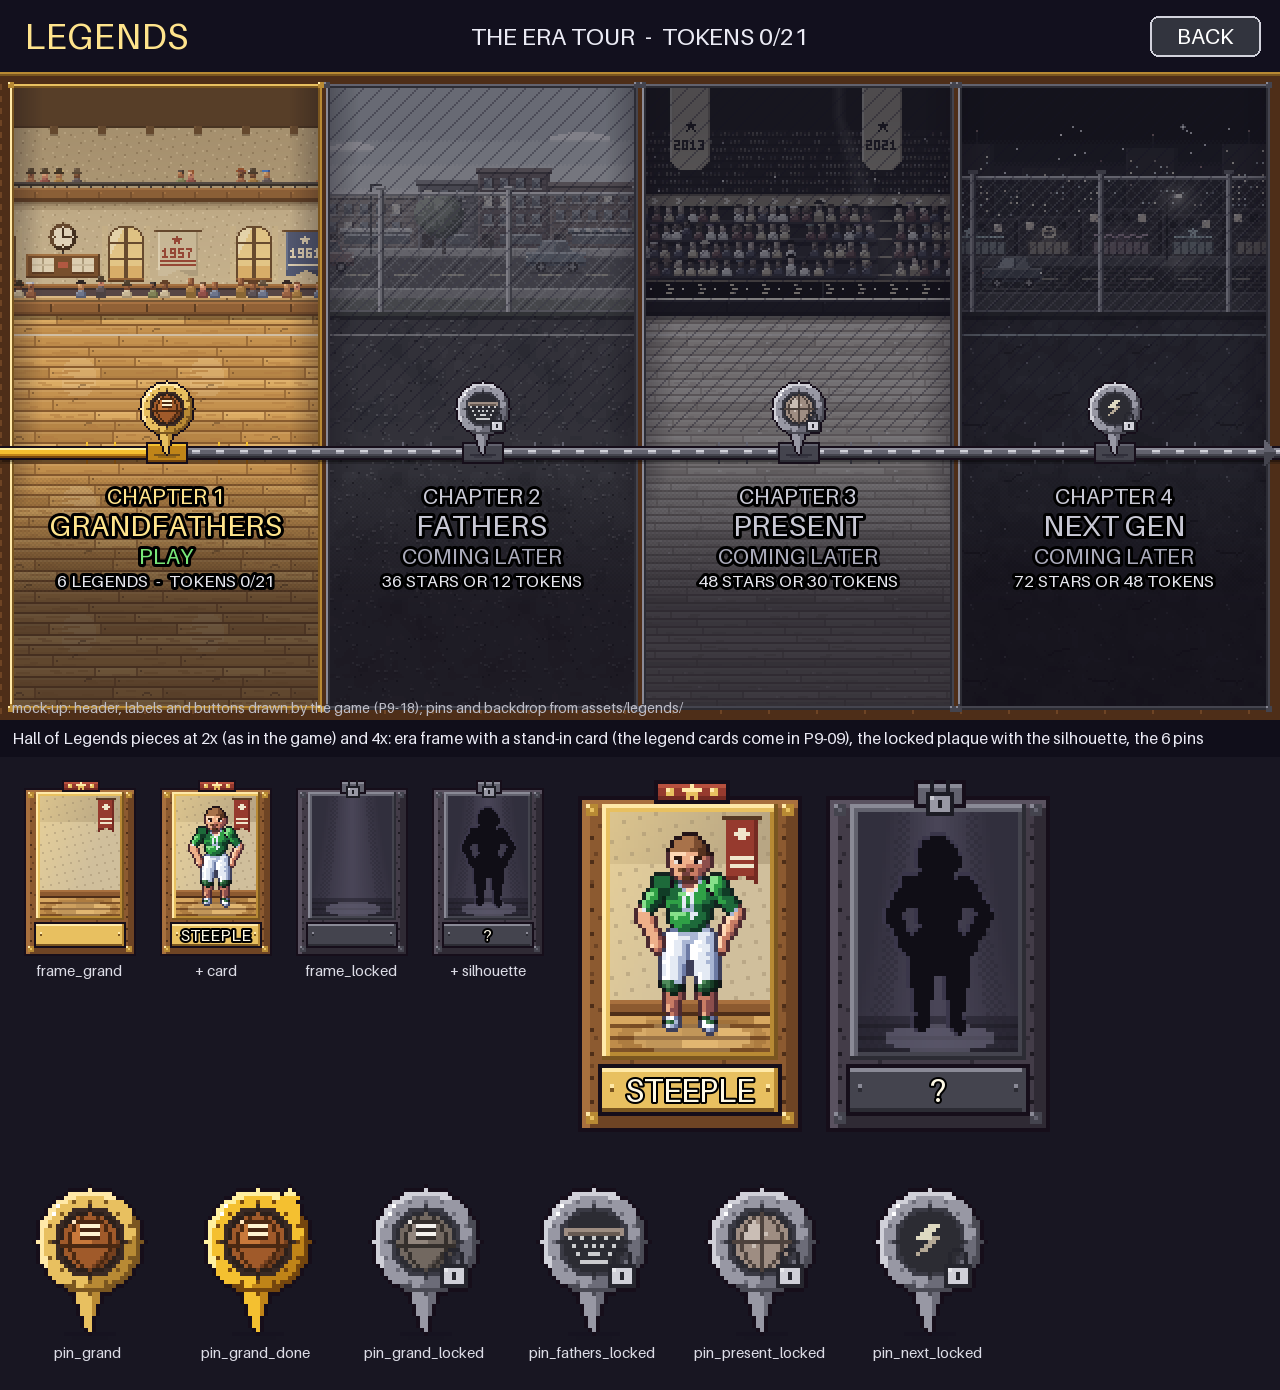 LEGENDS
THE ERA TOUR - TOKENS 0/21
BACK
1957
1961
2013
2021
CHAPTER 1
GRANDFATHERS
PLAY
6 LEGENDS - TOKENS 0/21
CHAPTER 2
FATHERS
COMING LATER
36 STARS OR 12 TOKENS
CHAPTER 3
PRESENT
COMING LATER
48 STARS OR 30 TOKENS
CHAPTER 4
NEXT GEN
COMING LATER
72 STARS OR 48 TOKENS
mock-up: header, labels and buttons drawn by the game (P9-18); pins and backdrop from assets/legends/
Hall of Legends pieces at 2x (as in the game) and 4x: era frame with a stand-in card (the legend cards come in P9-09), the locked plaque with the silhouette, the 6 pins
STEEPLE
?
frame_grand
+ card
frame_locked
+ silhouette
STEEPLE
?
pin_grand
pin_grand_done
pin_grand_locked
pin_fathers_locked
pin_present_locked
pin_next_locked